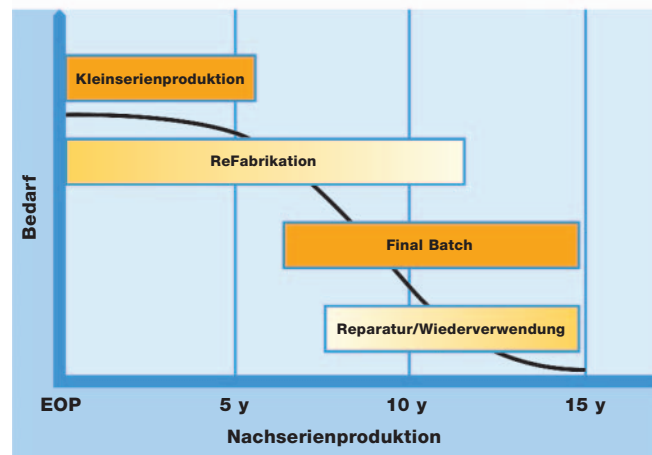 Kleinserienproduktion
ReFabrikation
Final Batch
Reparatur/Wiederverwendung
Bedarf
EOP 5 y 10 y 15 y
Nachserienproduktion